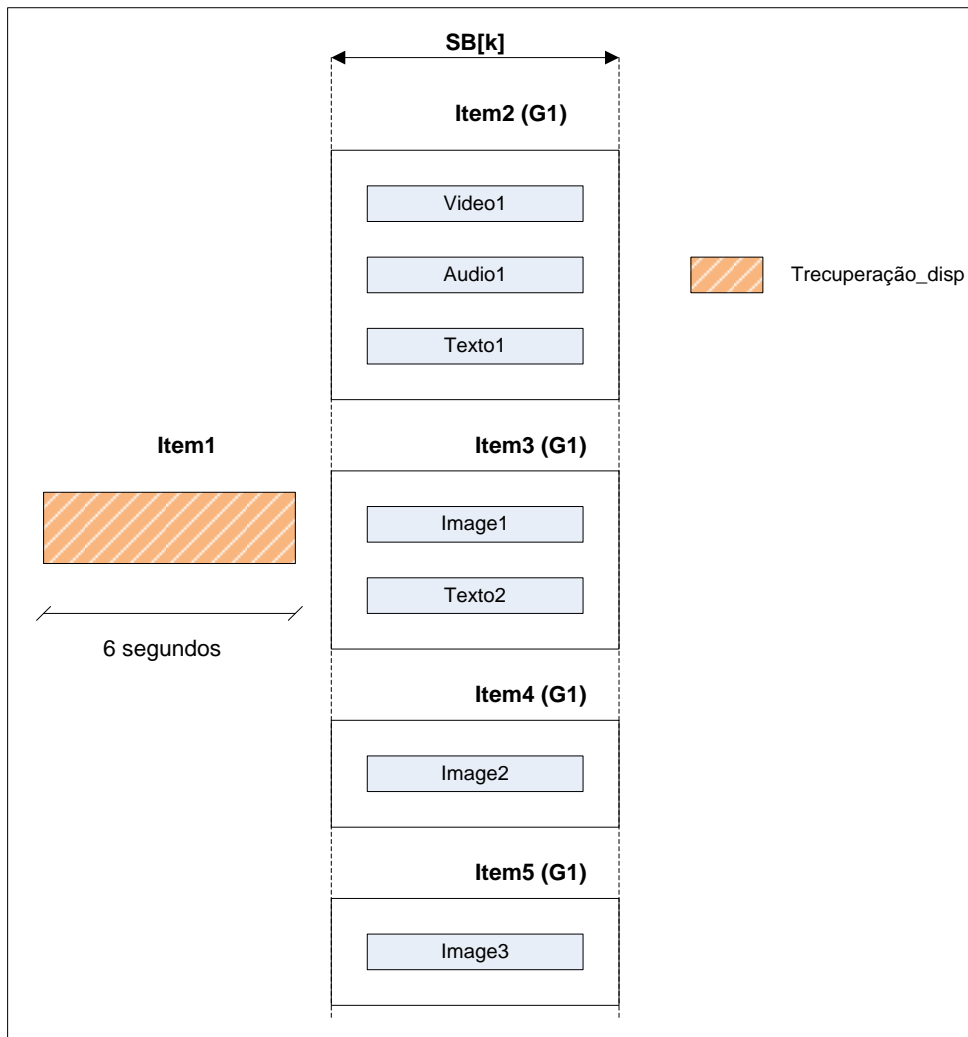 SB[k]
Item2 (G1)
Video1
Audio1
Texto1
Trecuperação_disp
Item1
6 segundos
Item3 (G1)
Image1
Texto2
Item4 (G1)
Image2
Item5 (G1)
Image3